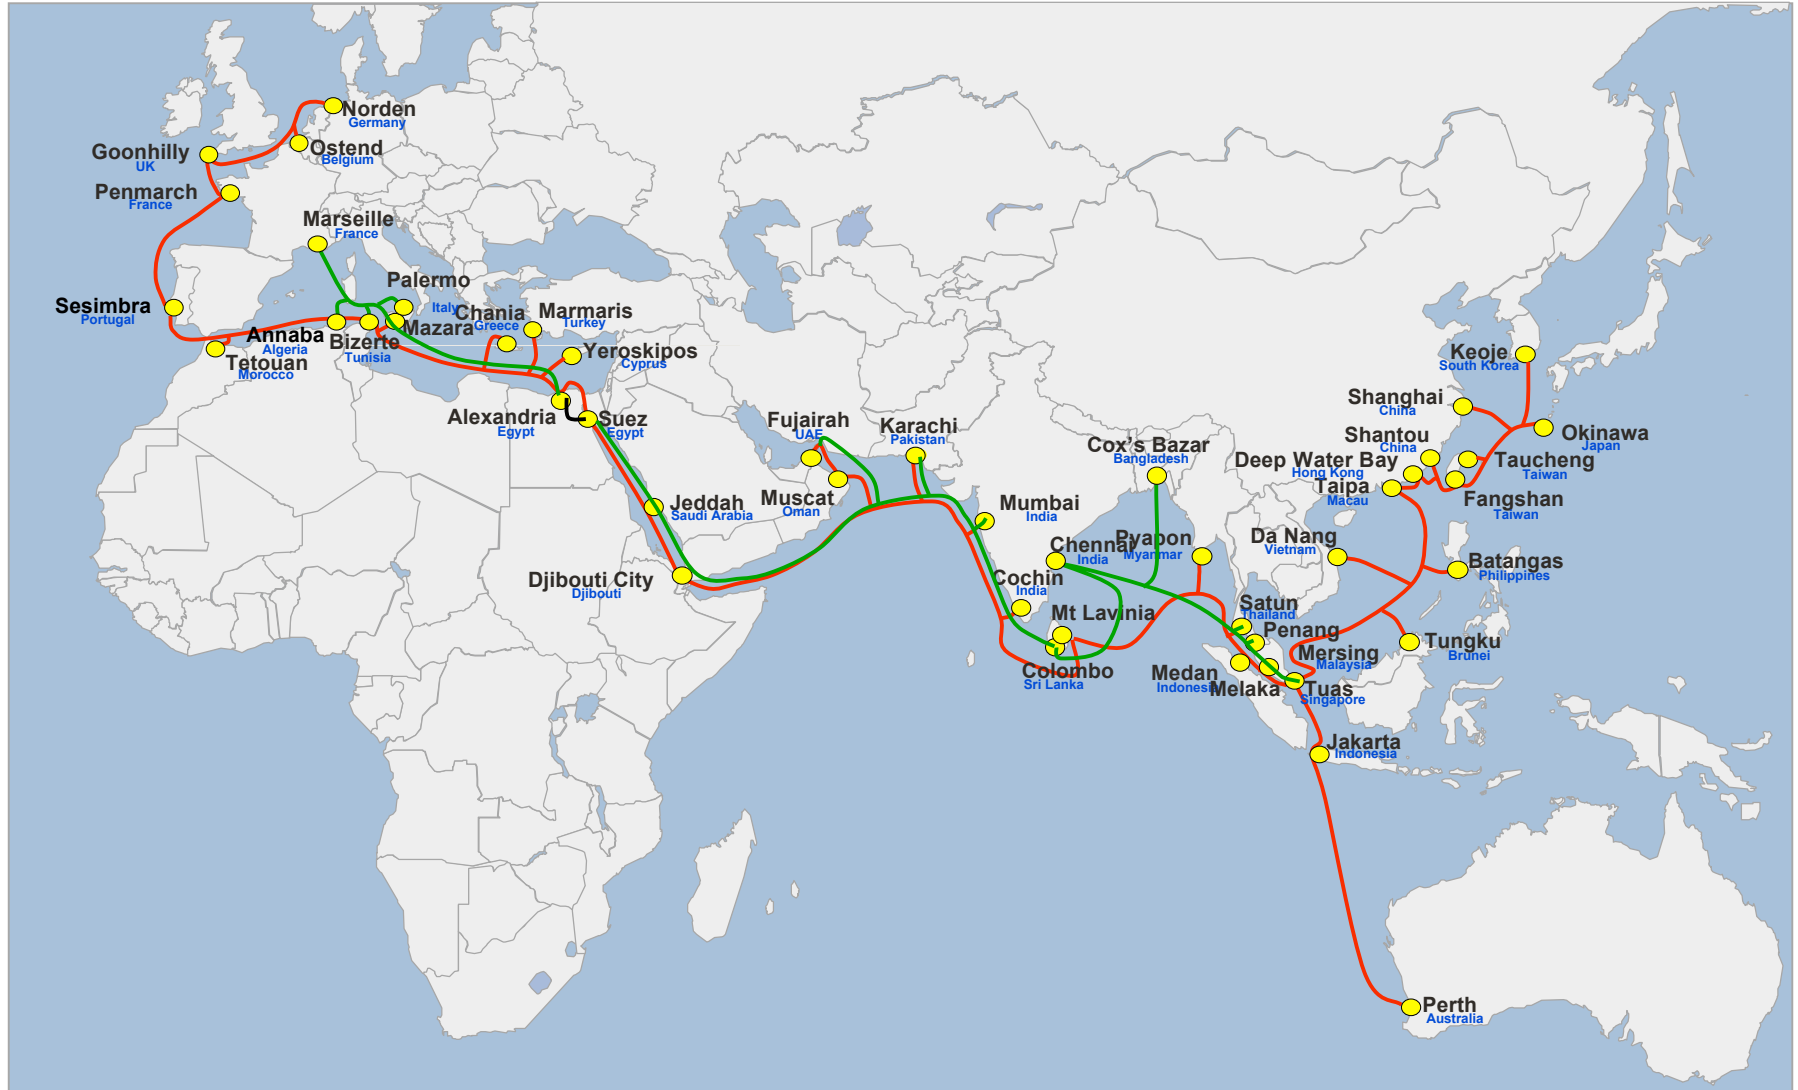 Norden
Germany
Ostend
Belgium
Goonhilly
UK
Penmarch
France
Marseille
France
Palermo
Italy
Sesimbra
Portugal
Annaba
Algeria
Bizerte
Tunisia
Mazara
Tetouan
Morocco
Chania
Greece
Marmaris
Turkey
Yeroskipos
Cyprus
Alexandria
Egypt
Suez
Egypt
Jeddah
Saudi Arabia
Djibouti City
Djibouti
Fujairah
UAE
Muscat
Oman
Karachi
Pakistan
Mumbai
India
Chennai
India
Cochin
India
Mt Lavinia
Colombo
Sri Lanka
Cox's Bazar
Bangladesh
Pyapon
Myanmar
Satun
Thailand
Penang
Mersing
Malaysia
Medan
Indonesia
Melaka
Tuas
Singapore
Jakarta
Indonesia
Perth
Australia
Keoje
South Korea
Shanghai
China
Shantou
China
Deep Water Bay
Hong Kong
Taipa
Macau
Okinawa
Japan
Taucheng
Taiwan
Fangshan
Taiwan
Da Nang
Vietnam
Batangas
Philippines
Tungku
Brunei